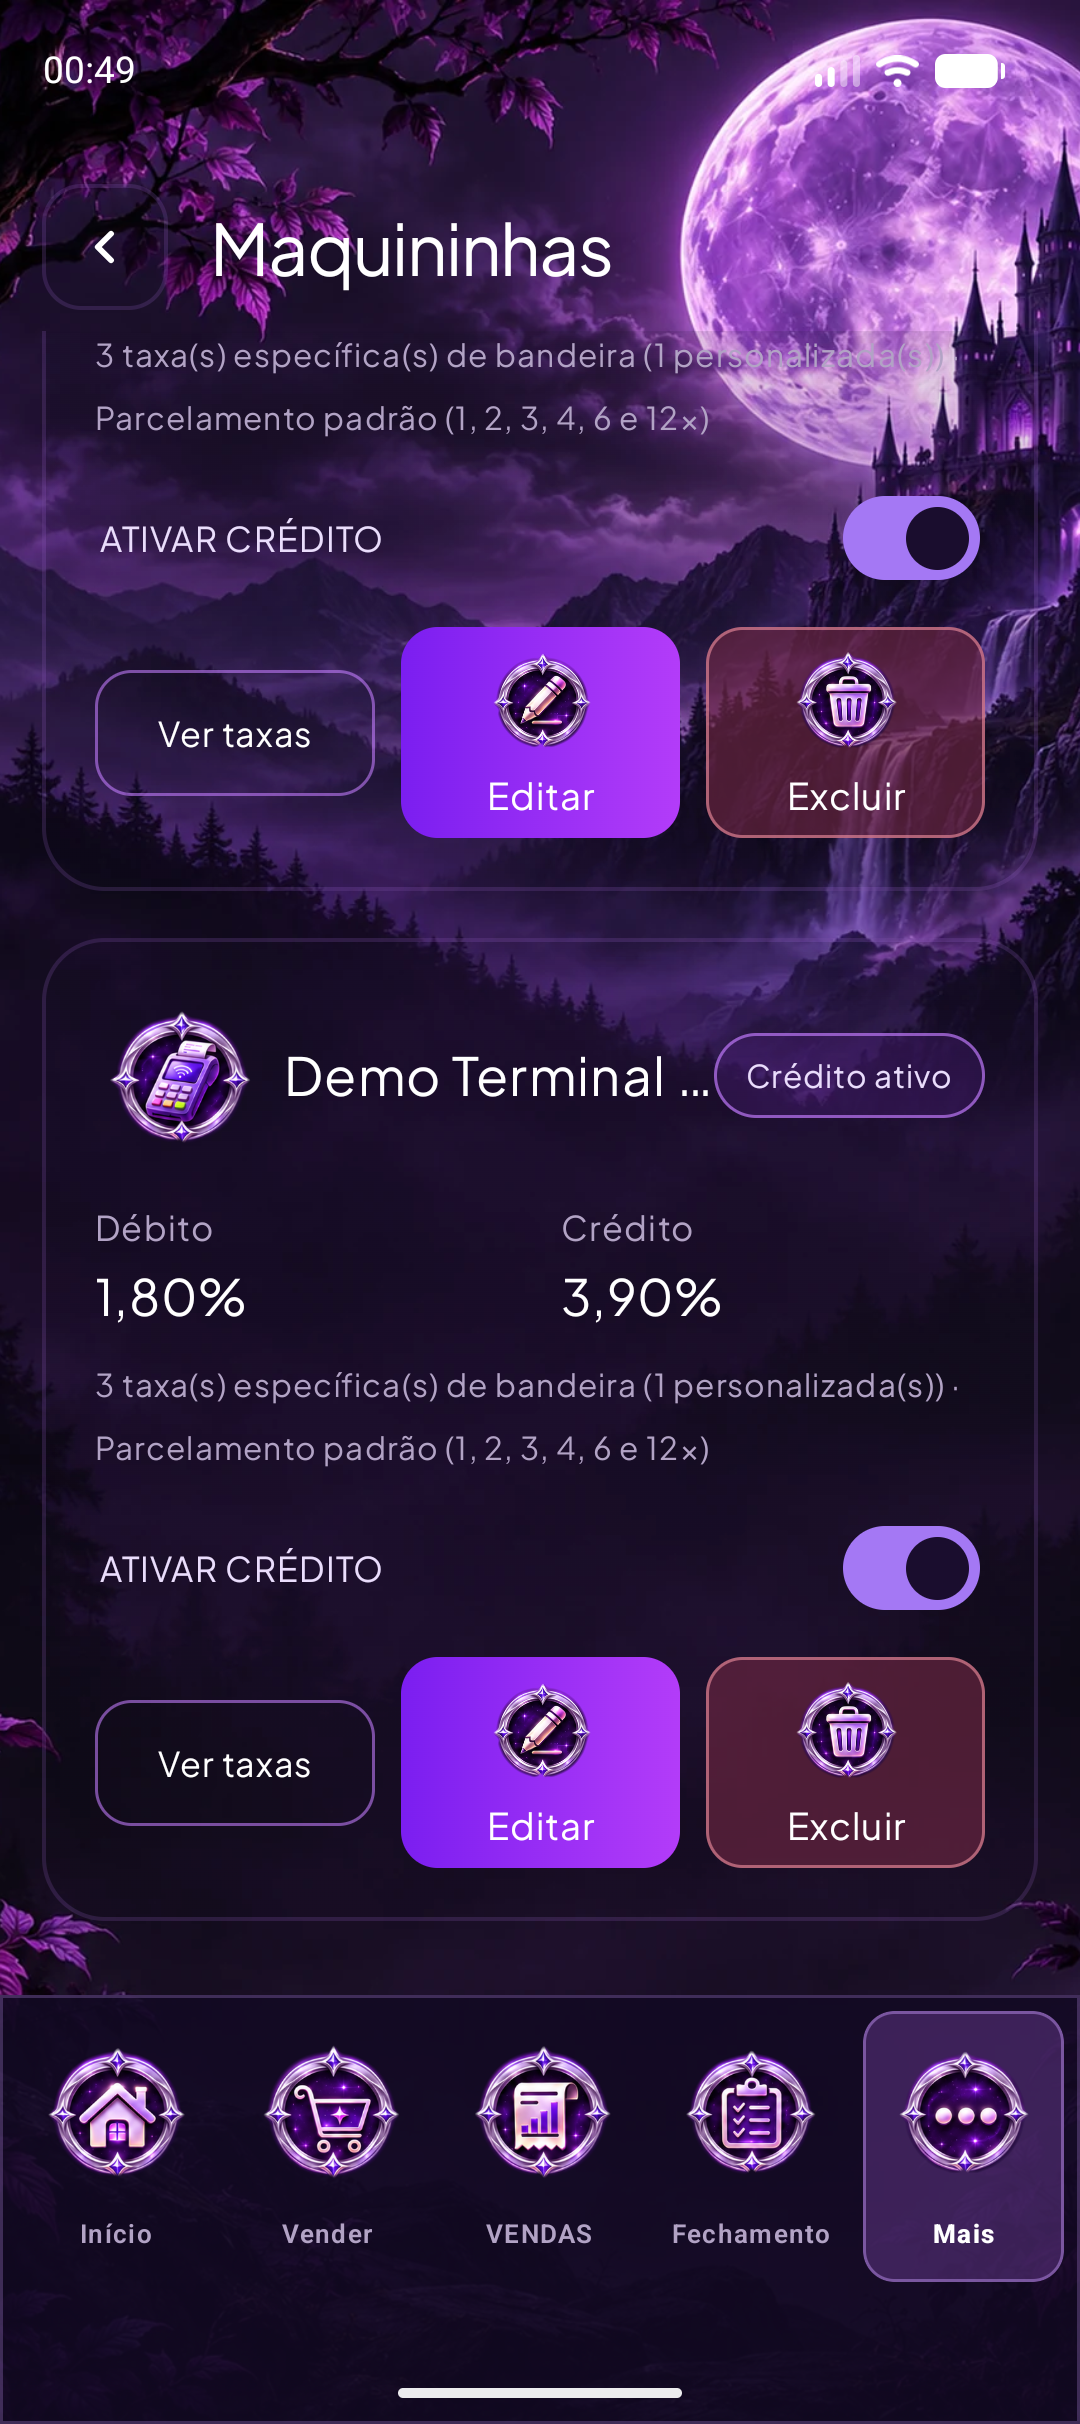 00:49
Maquininhas
3 taxa(s) específica(s) de bandeira (1 personalizada(s)) ·
Parcelamento padrão (1, 2, 3, 4, 6 e 12×)
ATIVAR CRÉDITO
Ver taxas
Editar
Excluir
Demo Terminal ...
Crédito ativo
Débito
Crédito
1,80%
3,90%
3 taxa(s) específica(s) de bandeira (1 personalizada(s)) ·
Parcelamento padrão (1, 2, 3, 4, 6 e 12×)
ATIVAR CRÉDITO
Ver taxas
Editar
Excluir
Início
Vender
VENDAS
Fechamento
Mais